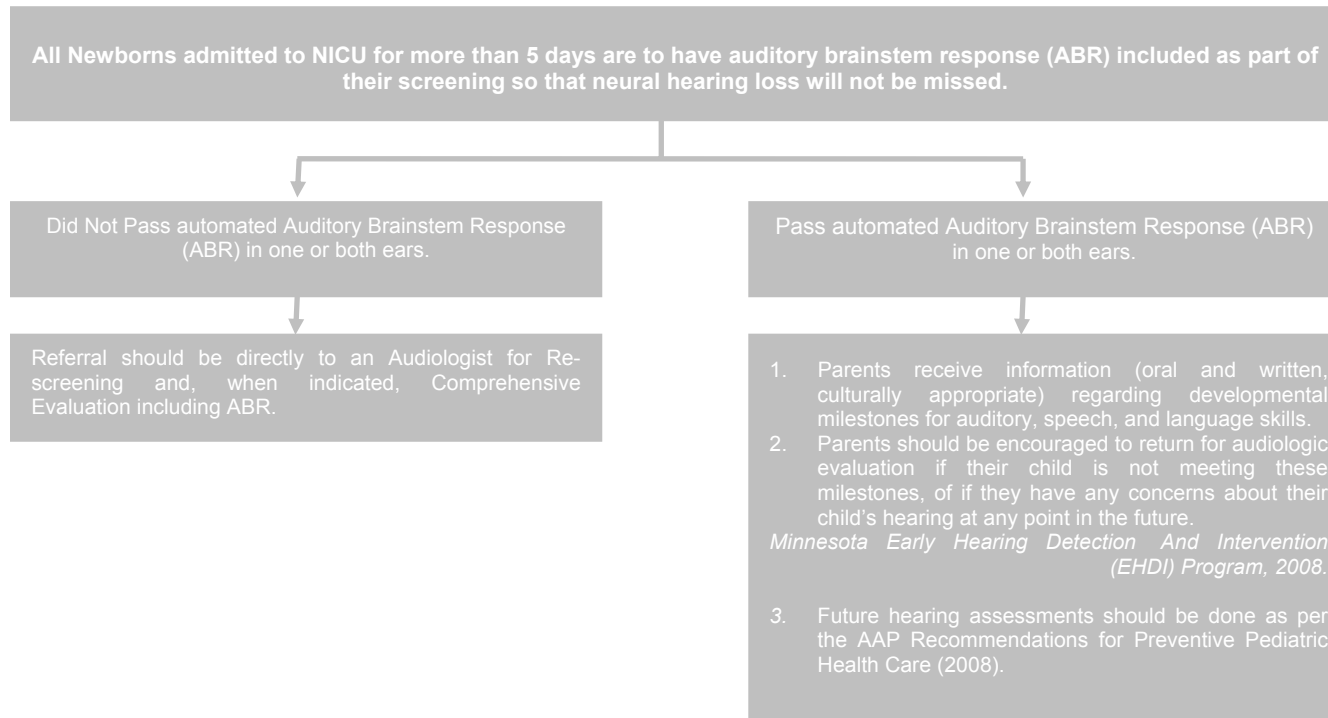 All Newborns admitted to NICU for more than 5 days are to have auditory brainstem response (ABR) included as part of
their screening so that neural hearing loss will not be missed.
Did Not Pass automated Auditory Brainstem Response
(ABR) in one or both ears.
Pass automated Auditory Brainstem Response (ABR)
in one or both ears.
Referral should be directly to an Audiologist for Re-
screening and, when indicated, Comprehensive
Evaluation including ABR.
1. Parents receive information (oral and written,
culturally appropriate) regarding developmental
milestones for auditory, speech, and language skills.
2. Parents should be encouraged to return for audiologic
evaluation if their child is not meeting these
milestones, of if they have any concerns about their
child's hearing at any point in the future.
Minnesota Early Hearing Detection And Intervention
(EHDI) Program, 2008.
3. Future hearing assessments should be done as per
the AAP Recommendations for Preventive Pediatric
Health Care (2008).